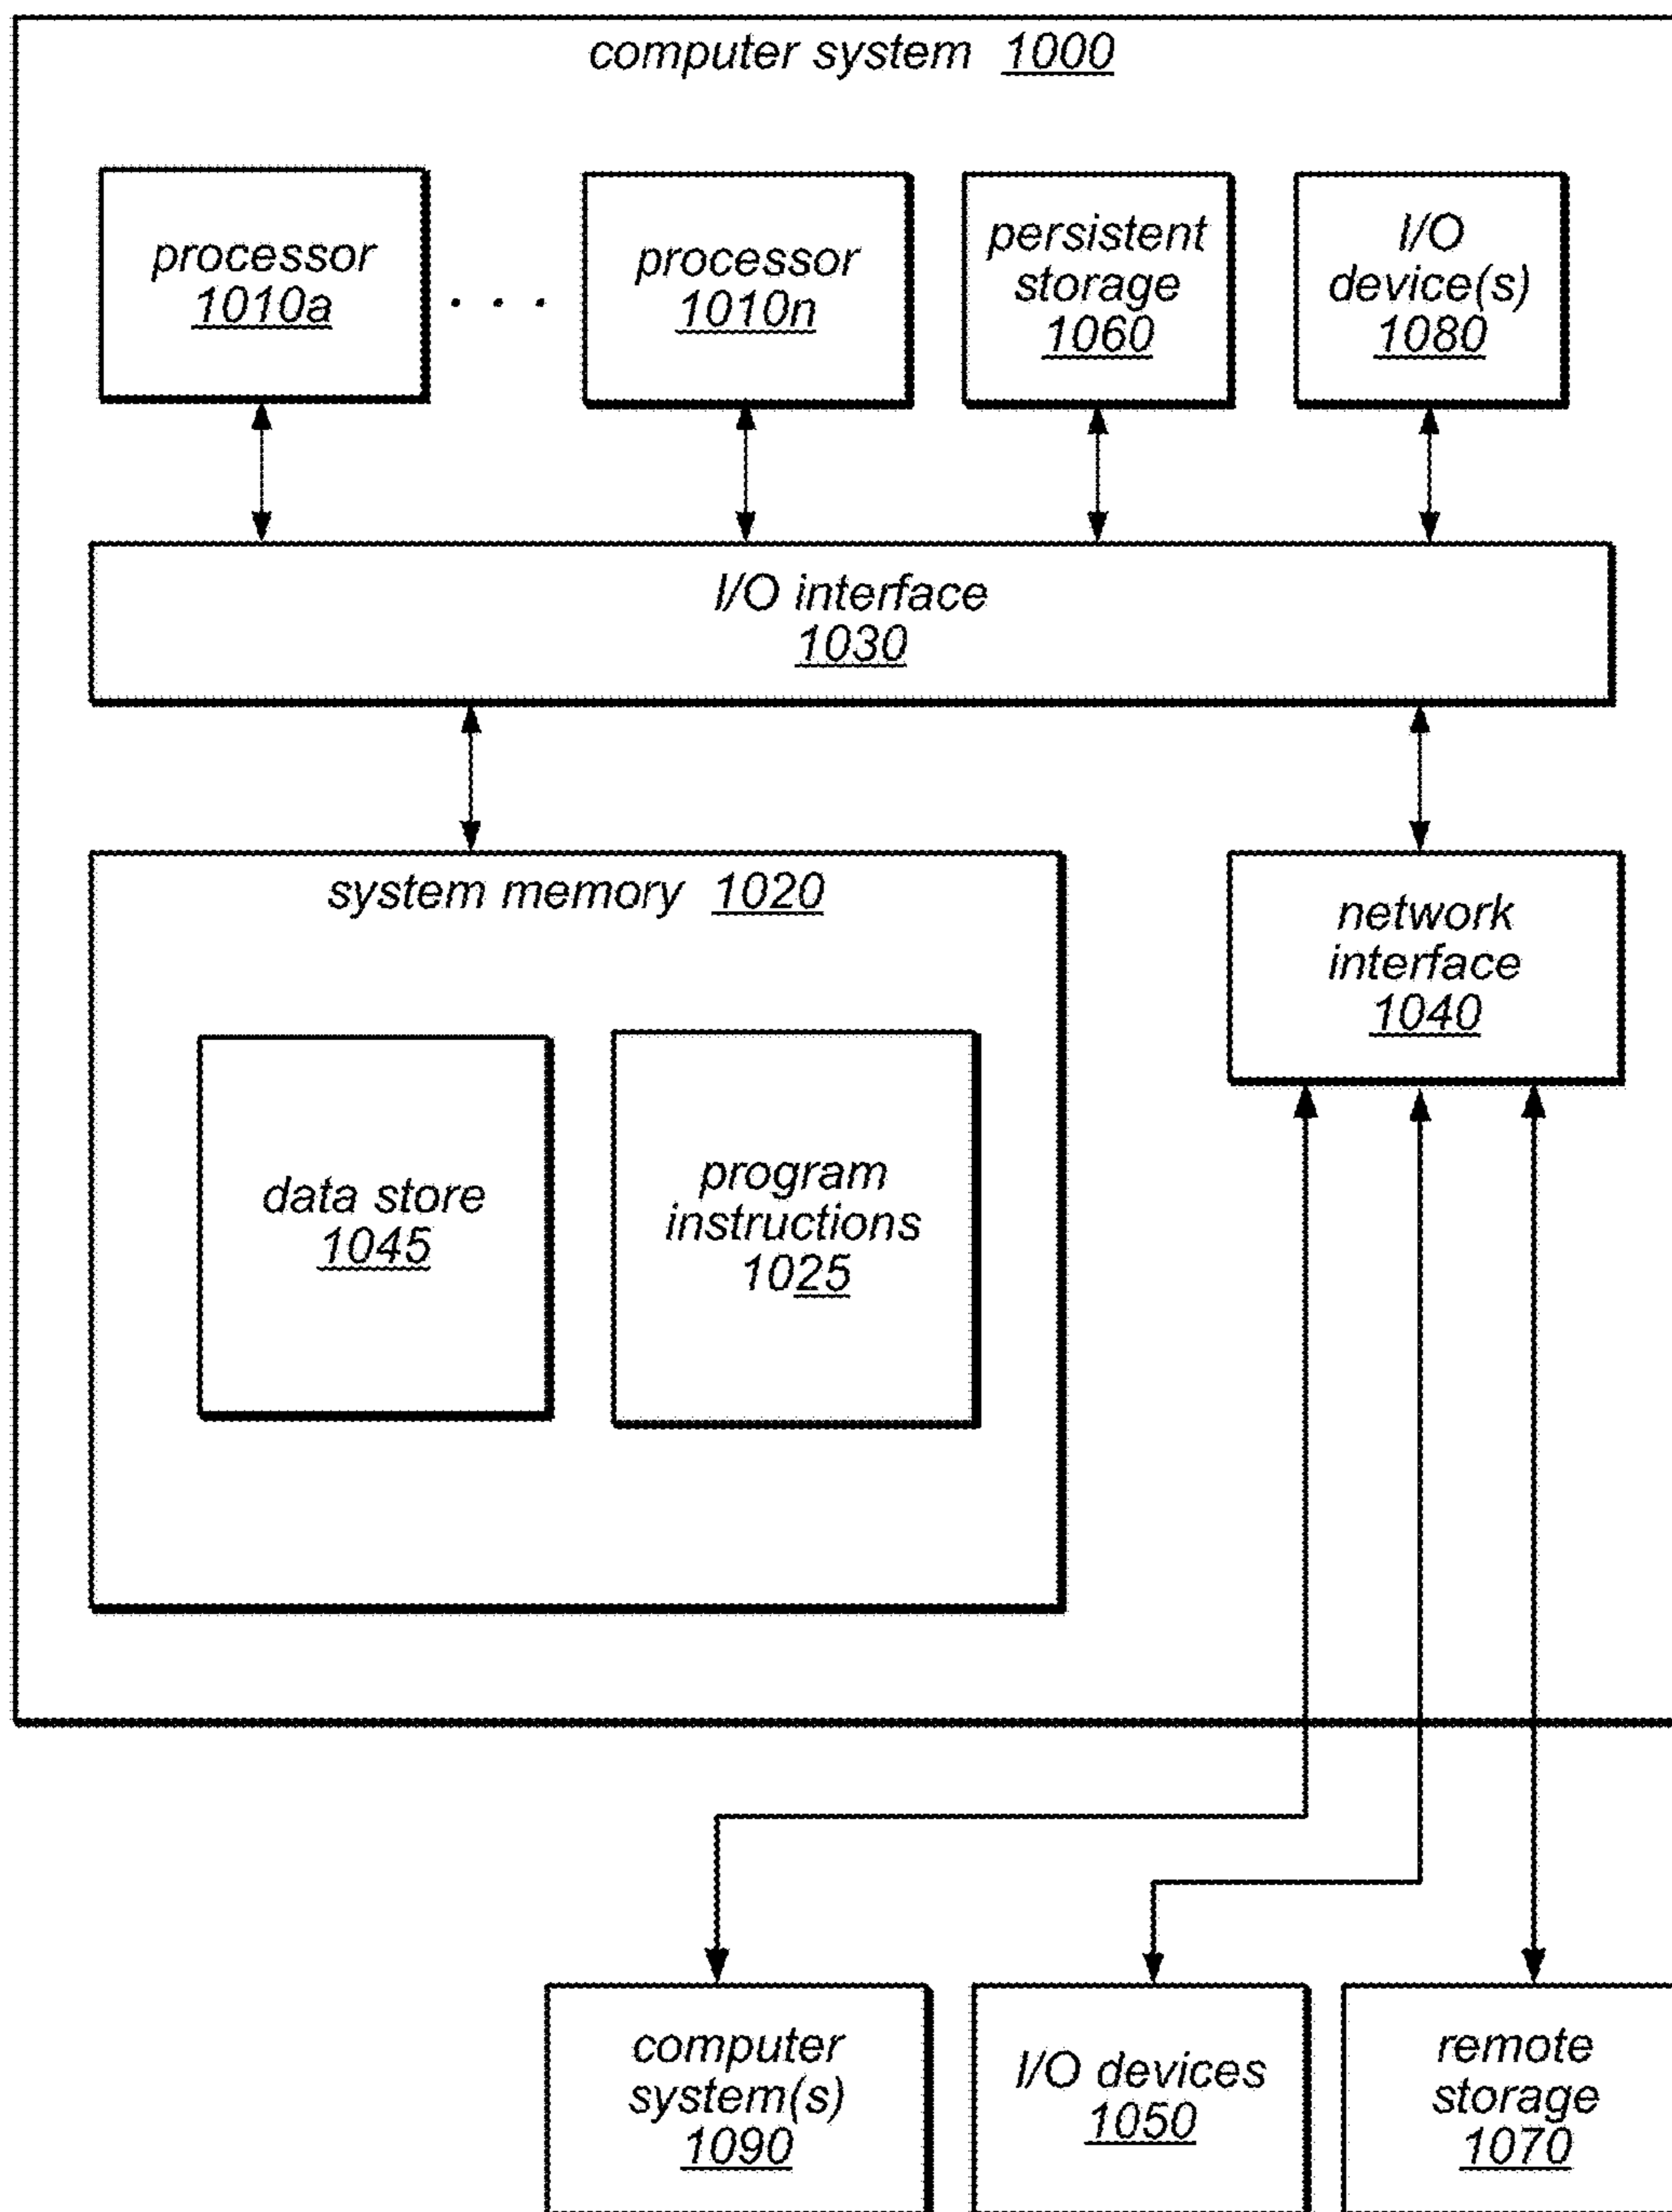 computer system 1000
processor
1010a
. . .
processor
1010n
persistent
storage
1060
I/O
device(s)
1080
I/O interface
1030
system memory 1020
network
interface
1040
data store
1045
program
instructions
1025
computer
system(s)
1090
I/O devices
1050
remote
storage
1070